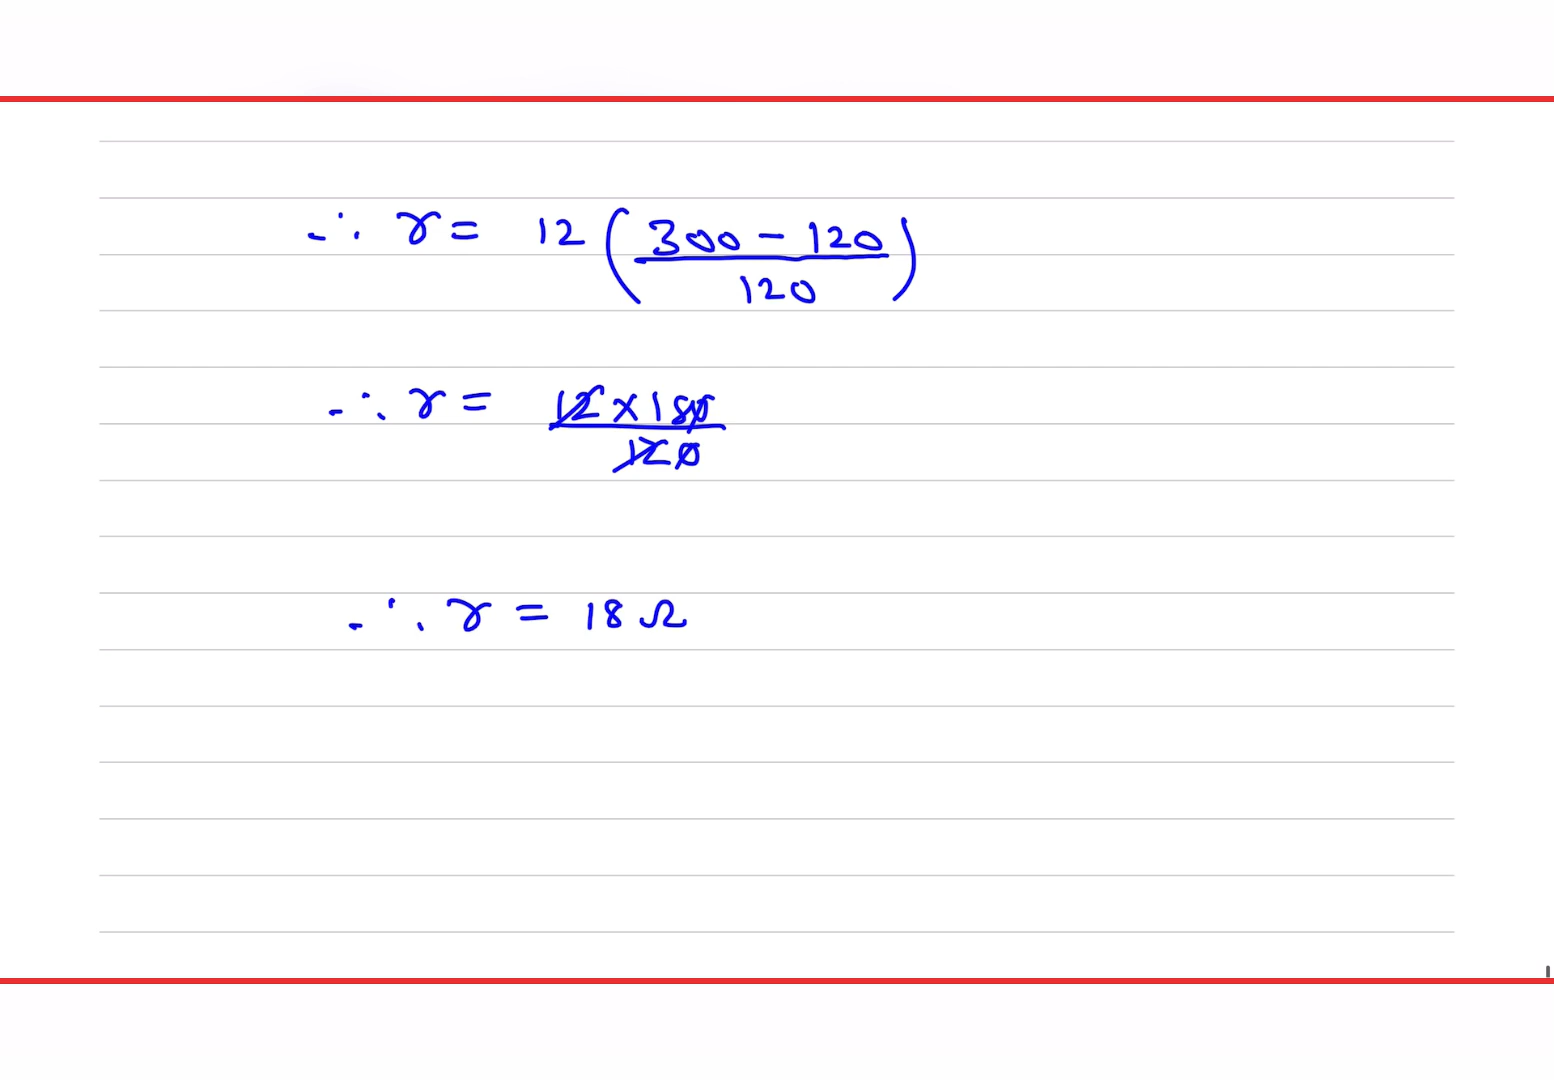 ∴ r = 12 ( (300 - 120) / 120 )
∴ r = (12 x 180) / 120
∴ r = 18 Ω